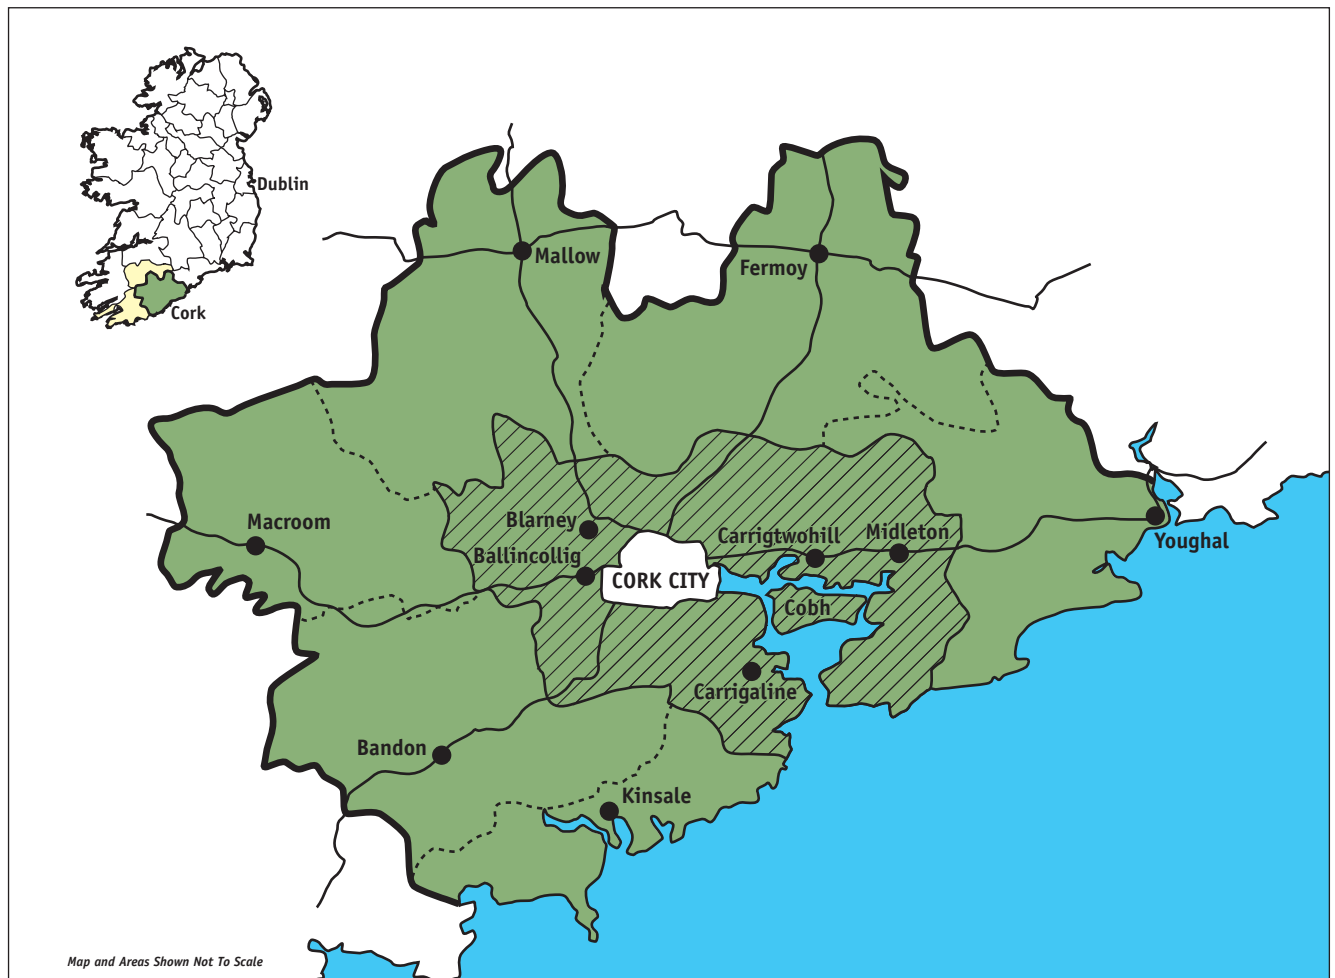 Dublin
Cork
Mallow
Fermoy
Macroom
Blarney
Ballincollig
CORK CITY
Carrigtwohill
Midleton
Youghal
Cobh
Carrigaline
Bandon
Kinsale
Map and Areas Shown Not To Scale